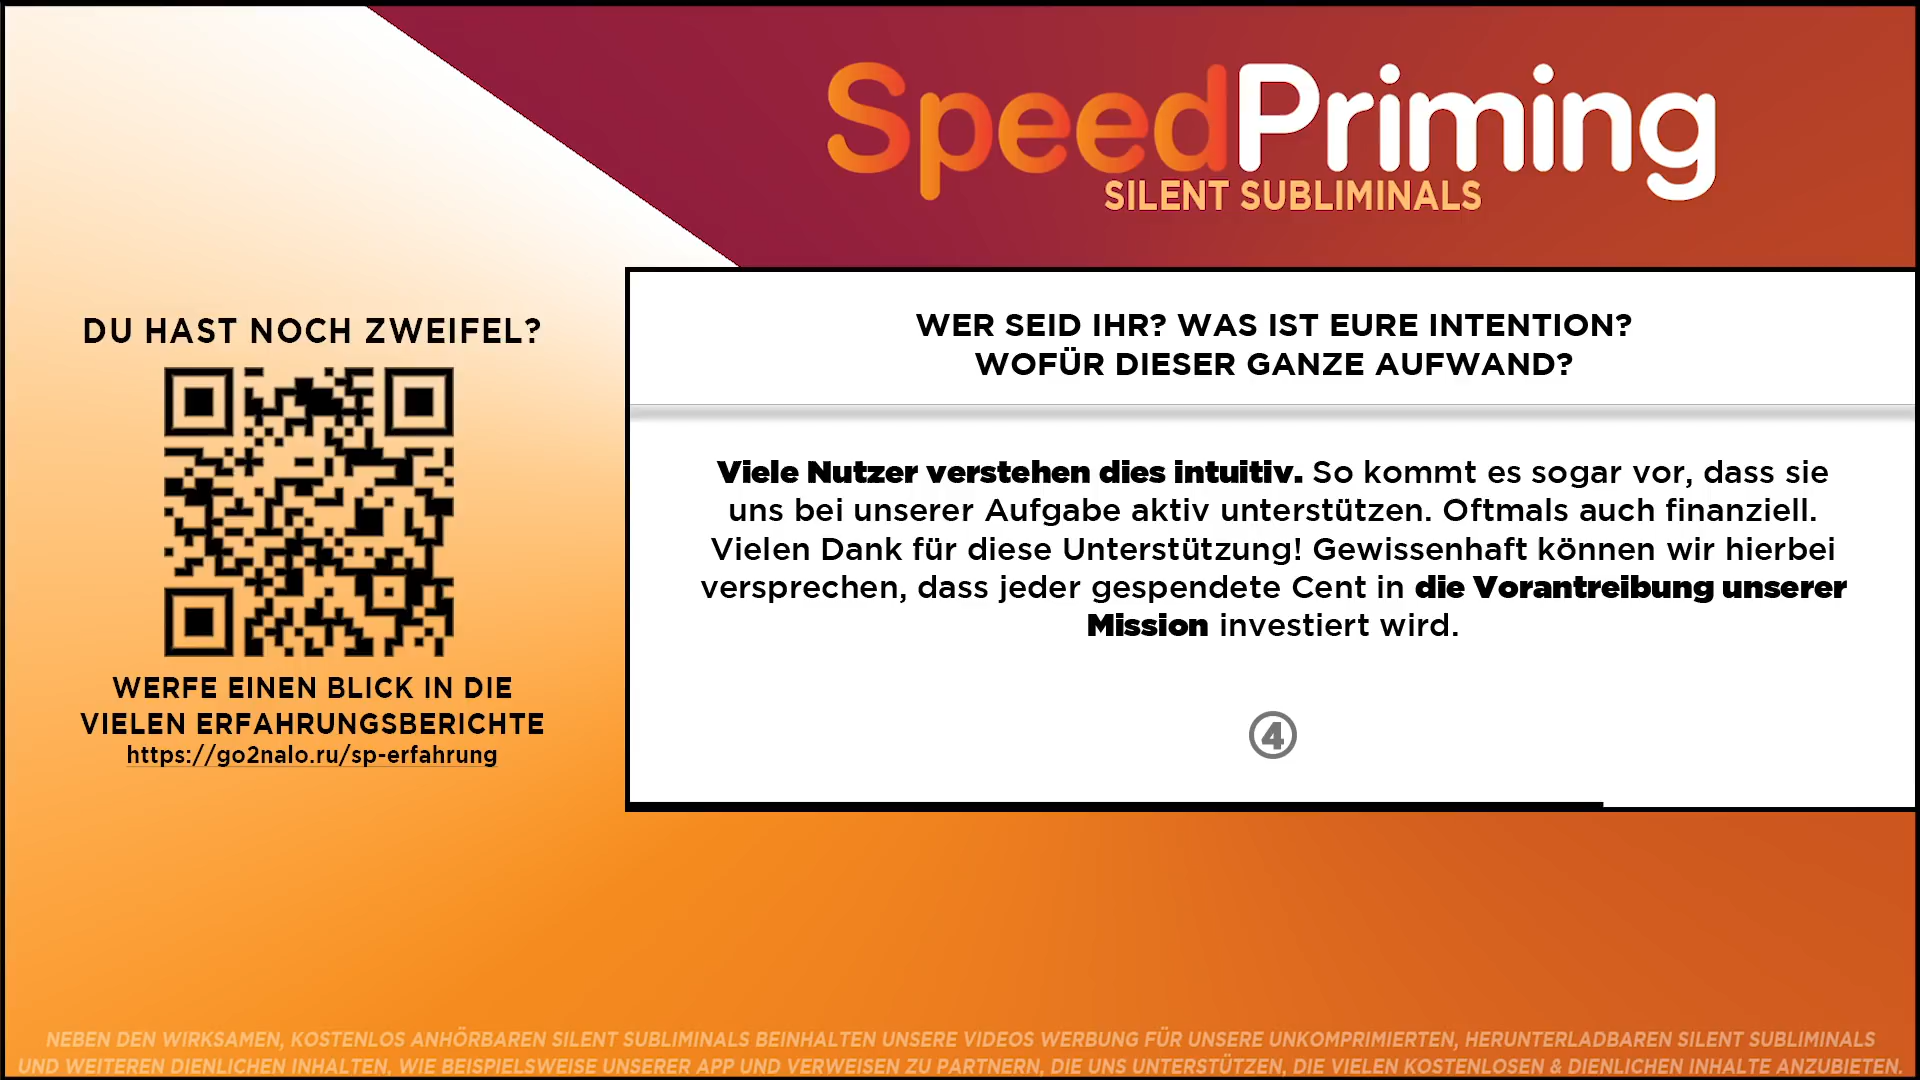 SpeedPriming
SILENT SUBLIMINALS
DU HAST NOCH ZWEIFEL?
WERFE EINEN BLICK IN DIE
VIELEN ERFAHRUNGSBERICHTE
https://go2nalo.ru/sp-erfahrung
WER SEID IHR? WAS IST EURE INTENTION?
WOFÜR DIESER GANZE AUFWAND?
Viele Nutzer verstehen dies intuitiv. So kommt es sogar vor, dass sie
uns bei unserer Aufgabe aktiv unterstützen. Oftmals auch finanziell.
Vielen Dank für diese Unterstützung! Gewissenhaft können wir hierbei
versprechen, dass jeder gespendete Cent in die Vorantreibung unserer
Mission investiert wird.
4
NEBEN DEN WIRKSAMEN, KOSTENLOS ANHÖRBAREN SILENT SUBLIMINALS BEINHALTEN UNSERE VIDEOS WERBUNG FÜR UNSERE UNKOMPRIMIERTEN, HERUNTERLADBAREN SILENT SUBLIMINALS
UND WEITEREN DIENLICHEN INHALTEN, WIE BEISPIELSWEISE UNSERER APP UND VERWEISEN ZU PARTNERN, DIE UNS UNTERSTÜTZEN, DIE VIELEN KOSTENLOSEN & DIENLICHEN INHALTE ANZUBIETEN.